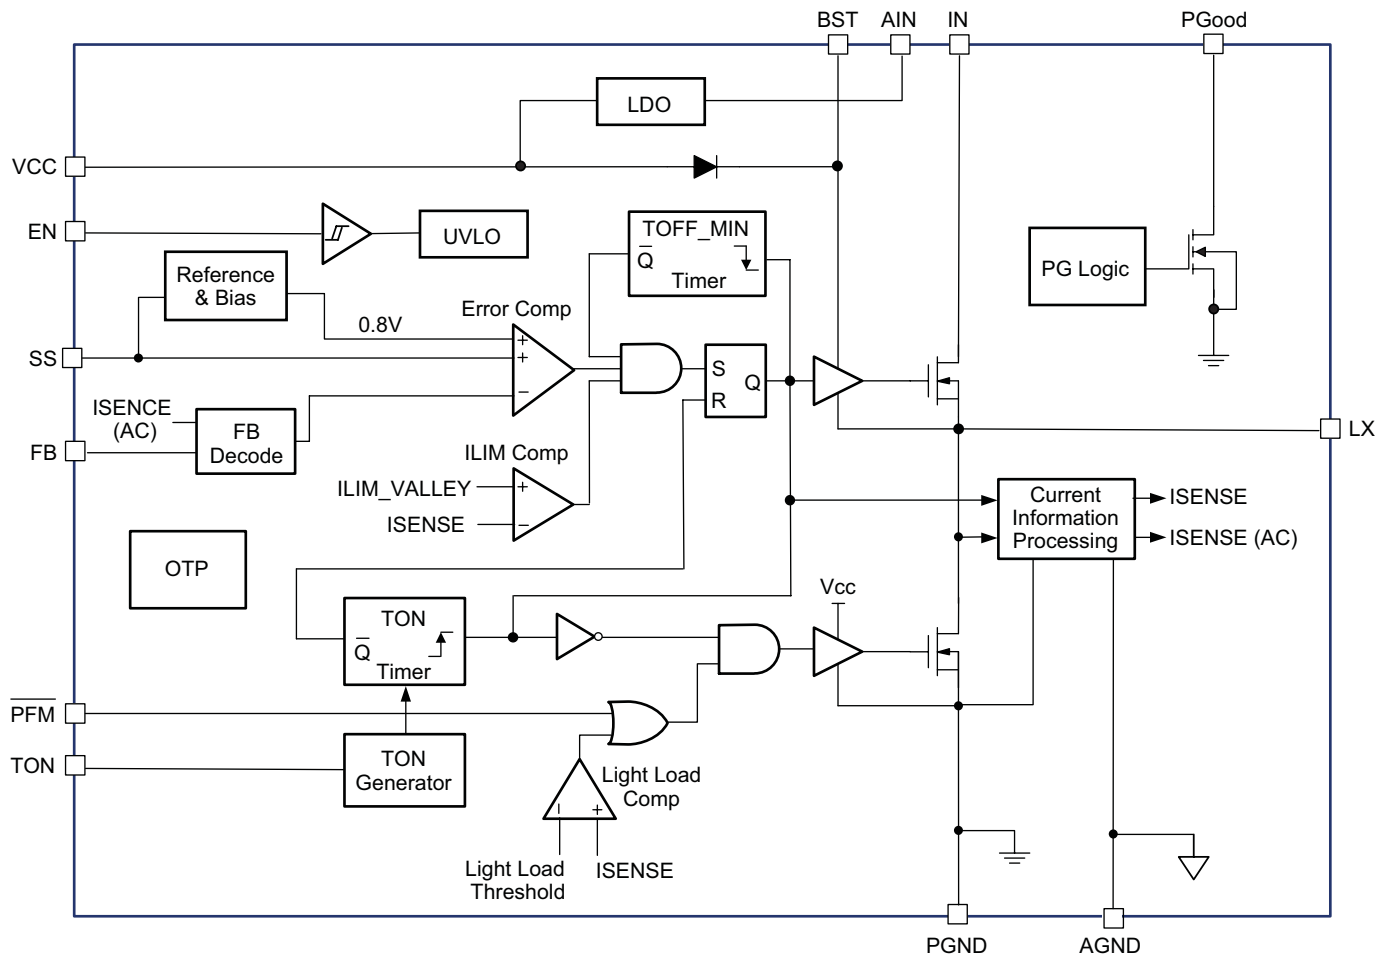 BST AIN IN PGood
LDO
VCC
EN
UVLO
TOFF_MIN
Q̅
Timer
PG Logic
Reference
& Bias
Error Comp
0.8V
+
+
−
SS
S
Q
R
ISENCE
(AC)
FB
Decode
FB
LX
ILIM Comp
ILIM_VALLEY
+
ISENSE
−
Current
Information
Processing
ISENSE
ISENSE (AC)
OTP
Vcc
TON
Q̅
Timer
P̅F̅M̅
TON
TON
Generator
Light Load
Comp
− +
Light Load
Threshold
ISENSE
PGND AGND